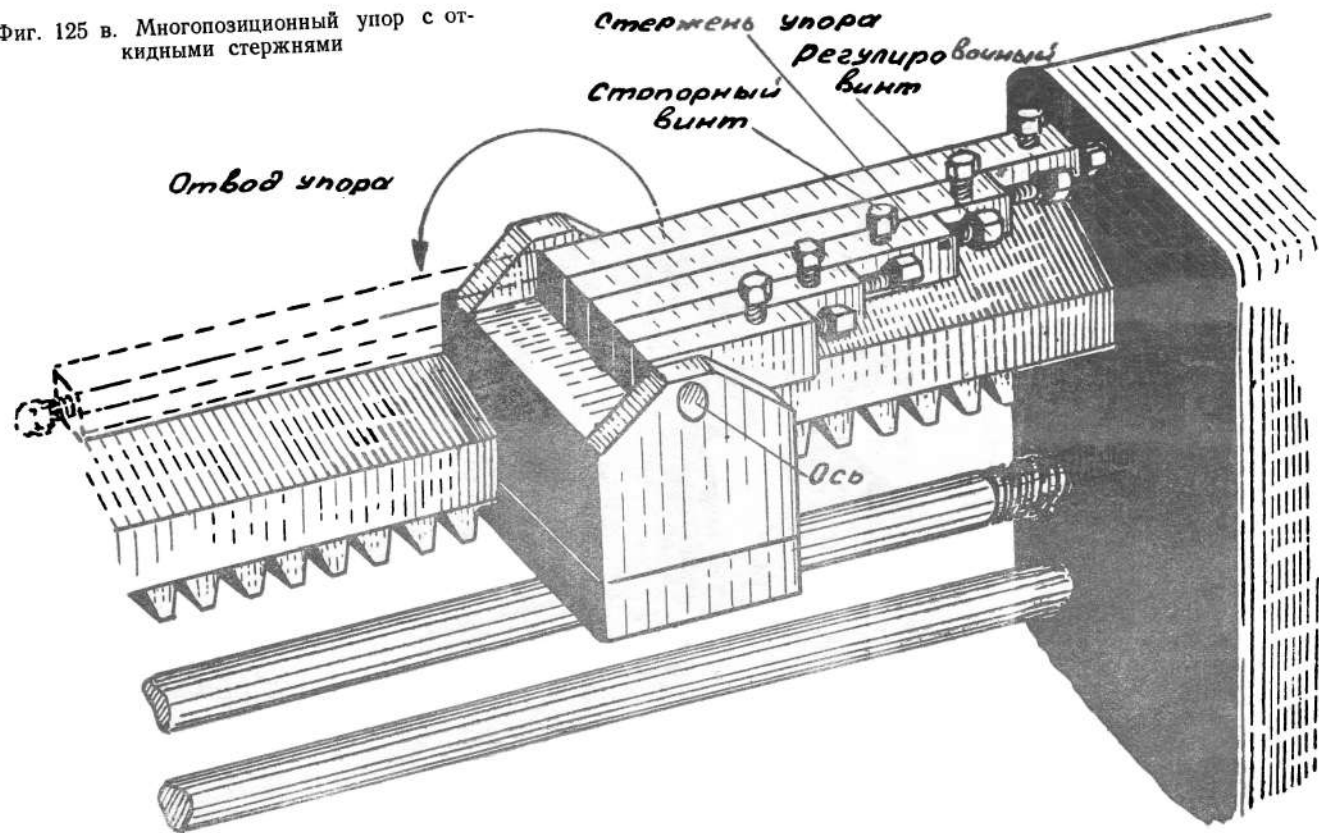 Фиг. 125 в. Многопозиционный упор с от-
кидными стержнями
Стержень упора
Регулировочный
винт
Стопорный
винт
Отвод упора
Ось